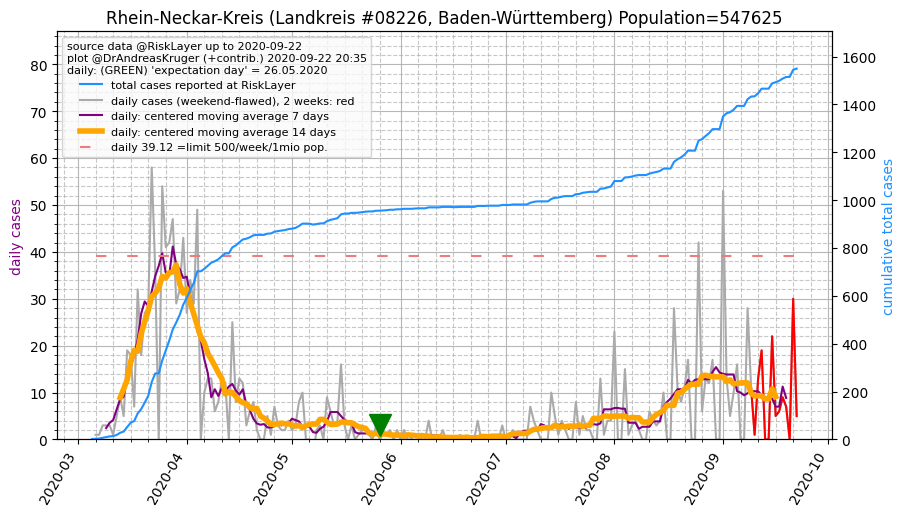 Rhein-Neckar-Kreis (Landkreis #08226, Baden-Württemberg) Population=547625
source data @RiskLayer up to 2020-09-22
plot @DrAndreasKruger (+contrib.) 2020-09-22 20:35
daily: (GREEN) 'expectation day' = 26.05.2020
total cases reported at RiskLayer
daily cases (weekend-flawed), 2 weeks: red
daily: centered moving average 7 days
daily: centered moving average 14 days
daily 39.12 =limit 500/week/1mio pop.
daily cases
80
70
60
50
40
30
20
10
0
cumulative total cases
1600
1400
1200
1000
800
600
400
200
0
2020-03
2020-04
2020-05
2020-06
2020-07
2020-08
2020-09
2020-10